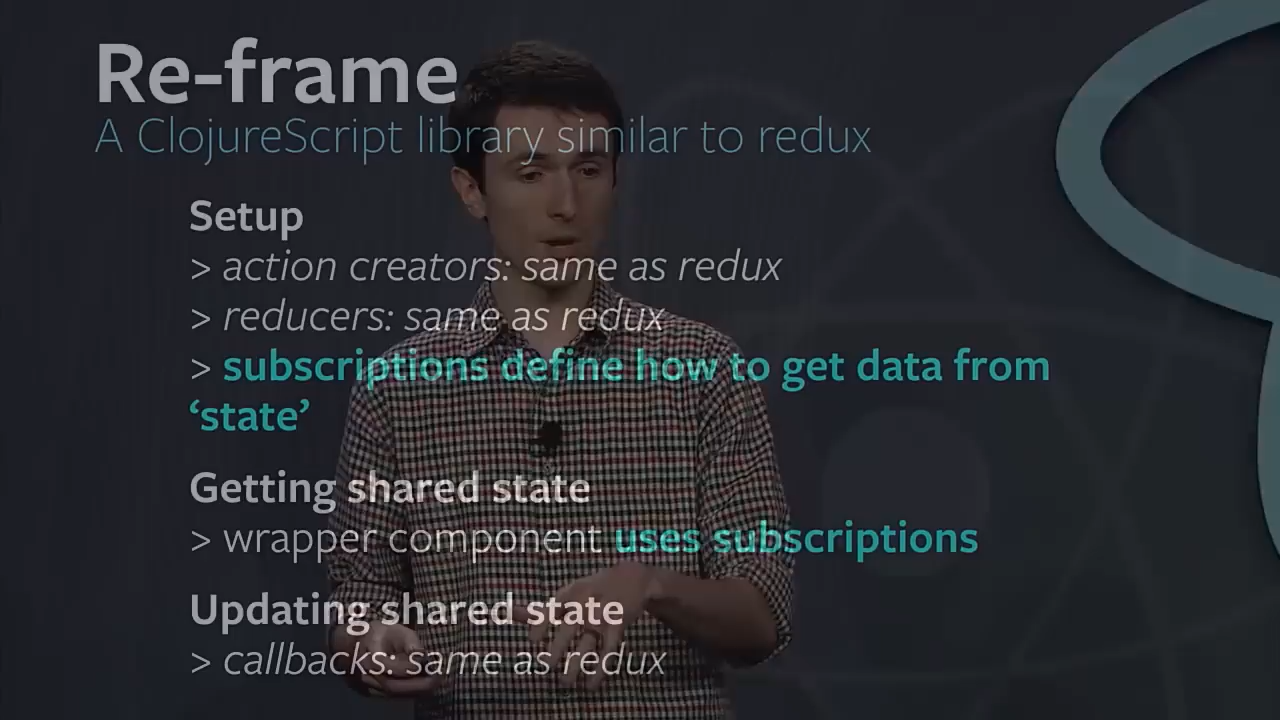 Re-frame
A ClojureScript library similar to redux
Setup
> action creators: same as redux
> reducers: same as redux
> subscriptions define how to get data from
‘state’
Getting shared state
> wrapper component uses subscriptions
Updating shared state
> callbacks: same as redux